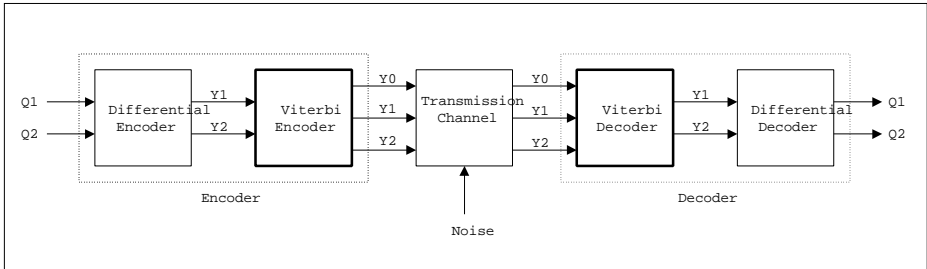 Q1
Q2
Differential
Encoder
Y1
Y2
Viterbi
Encoder
Y0
Y1
Y2
Transmission
Channel
Y0
Y1
Y2
Viterbi
Decoder
Y1
Y2
Differential
Decoder
Q1
Q2
Encoder
Decoder
Noise